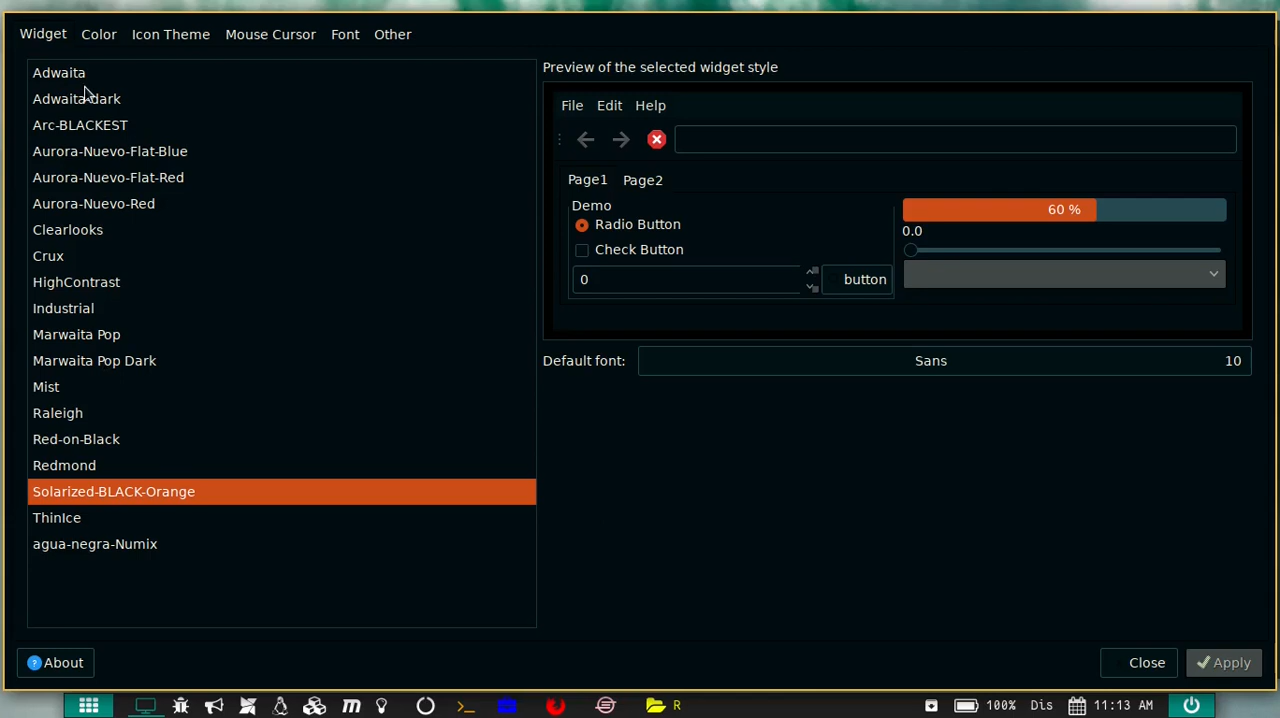 Widget Color Icon Theme Mouse Cursor Font Other
Adwaita
Adwaita-dark
Arc-BLACKEST
Aurora-Nuevo-Flat-Blue
Aurora-Nuevo-Flat-Red
Aurora-Nuevo-Red
Clearlooks
Crux
HighContrast
Industrial
Marwaita Pop
Marwaita Pop Dark
Mist
Raleigh
Red-on-Black
Redmond
Solarized-BLACK-Orange
ThinIce
agua-negra-Numix
Preview of the selected widget style
File Edit Help
Page1 Page2
Demo
Radio Button
Check Button
0 button
60 %
0.0
Default font: Sans 10
About Close Apply
m >_ R 100% Dis 11:13 AM